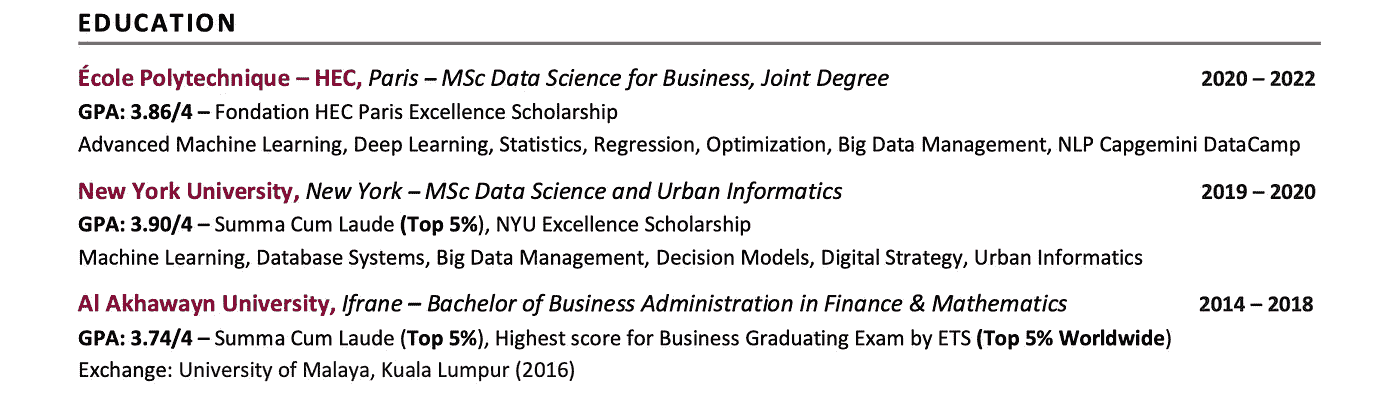 EDUCATION
École Polytechnique – HEC, Paris – MSc Data Science for Business, Joint Degree 2020 – 2022
GPA: 3.86/4 – Fondation HEC Paris Excellence Scholarship
Advanced Machine Learning, Deep Learning, Statistics, Regression, Optimization, Big Data Management, NLP Capgemini DataCamp
New York University, New York – MSc Data Science and Urban Informatics 2019 – 2020
GPA: 3.90/4 – Summa Cum Laude (Top 5%), NYU Excellence Scholarship
Machine Learning, Database Systems, Big Data Management, Decision Models, Digital Strategy, Urban Informatics
Al Akhawayn University, Ifrane – Bachelor of Business Administration in Finance & Mathematics 2014 – 2018
GPA: 3.74/4 – Summa Cum Laude (Top 5%), Highest score for Business Graduating Exam by ETS (Top 5% Worldwide)
Exchange: University of Malaya, Kuala Lumpur (2016)